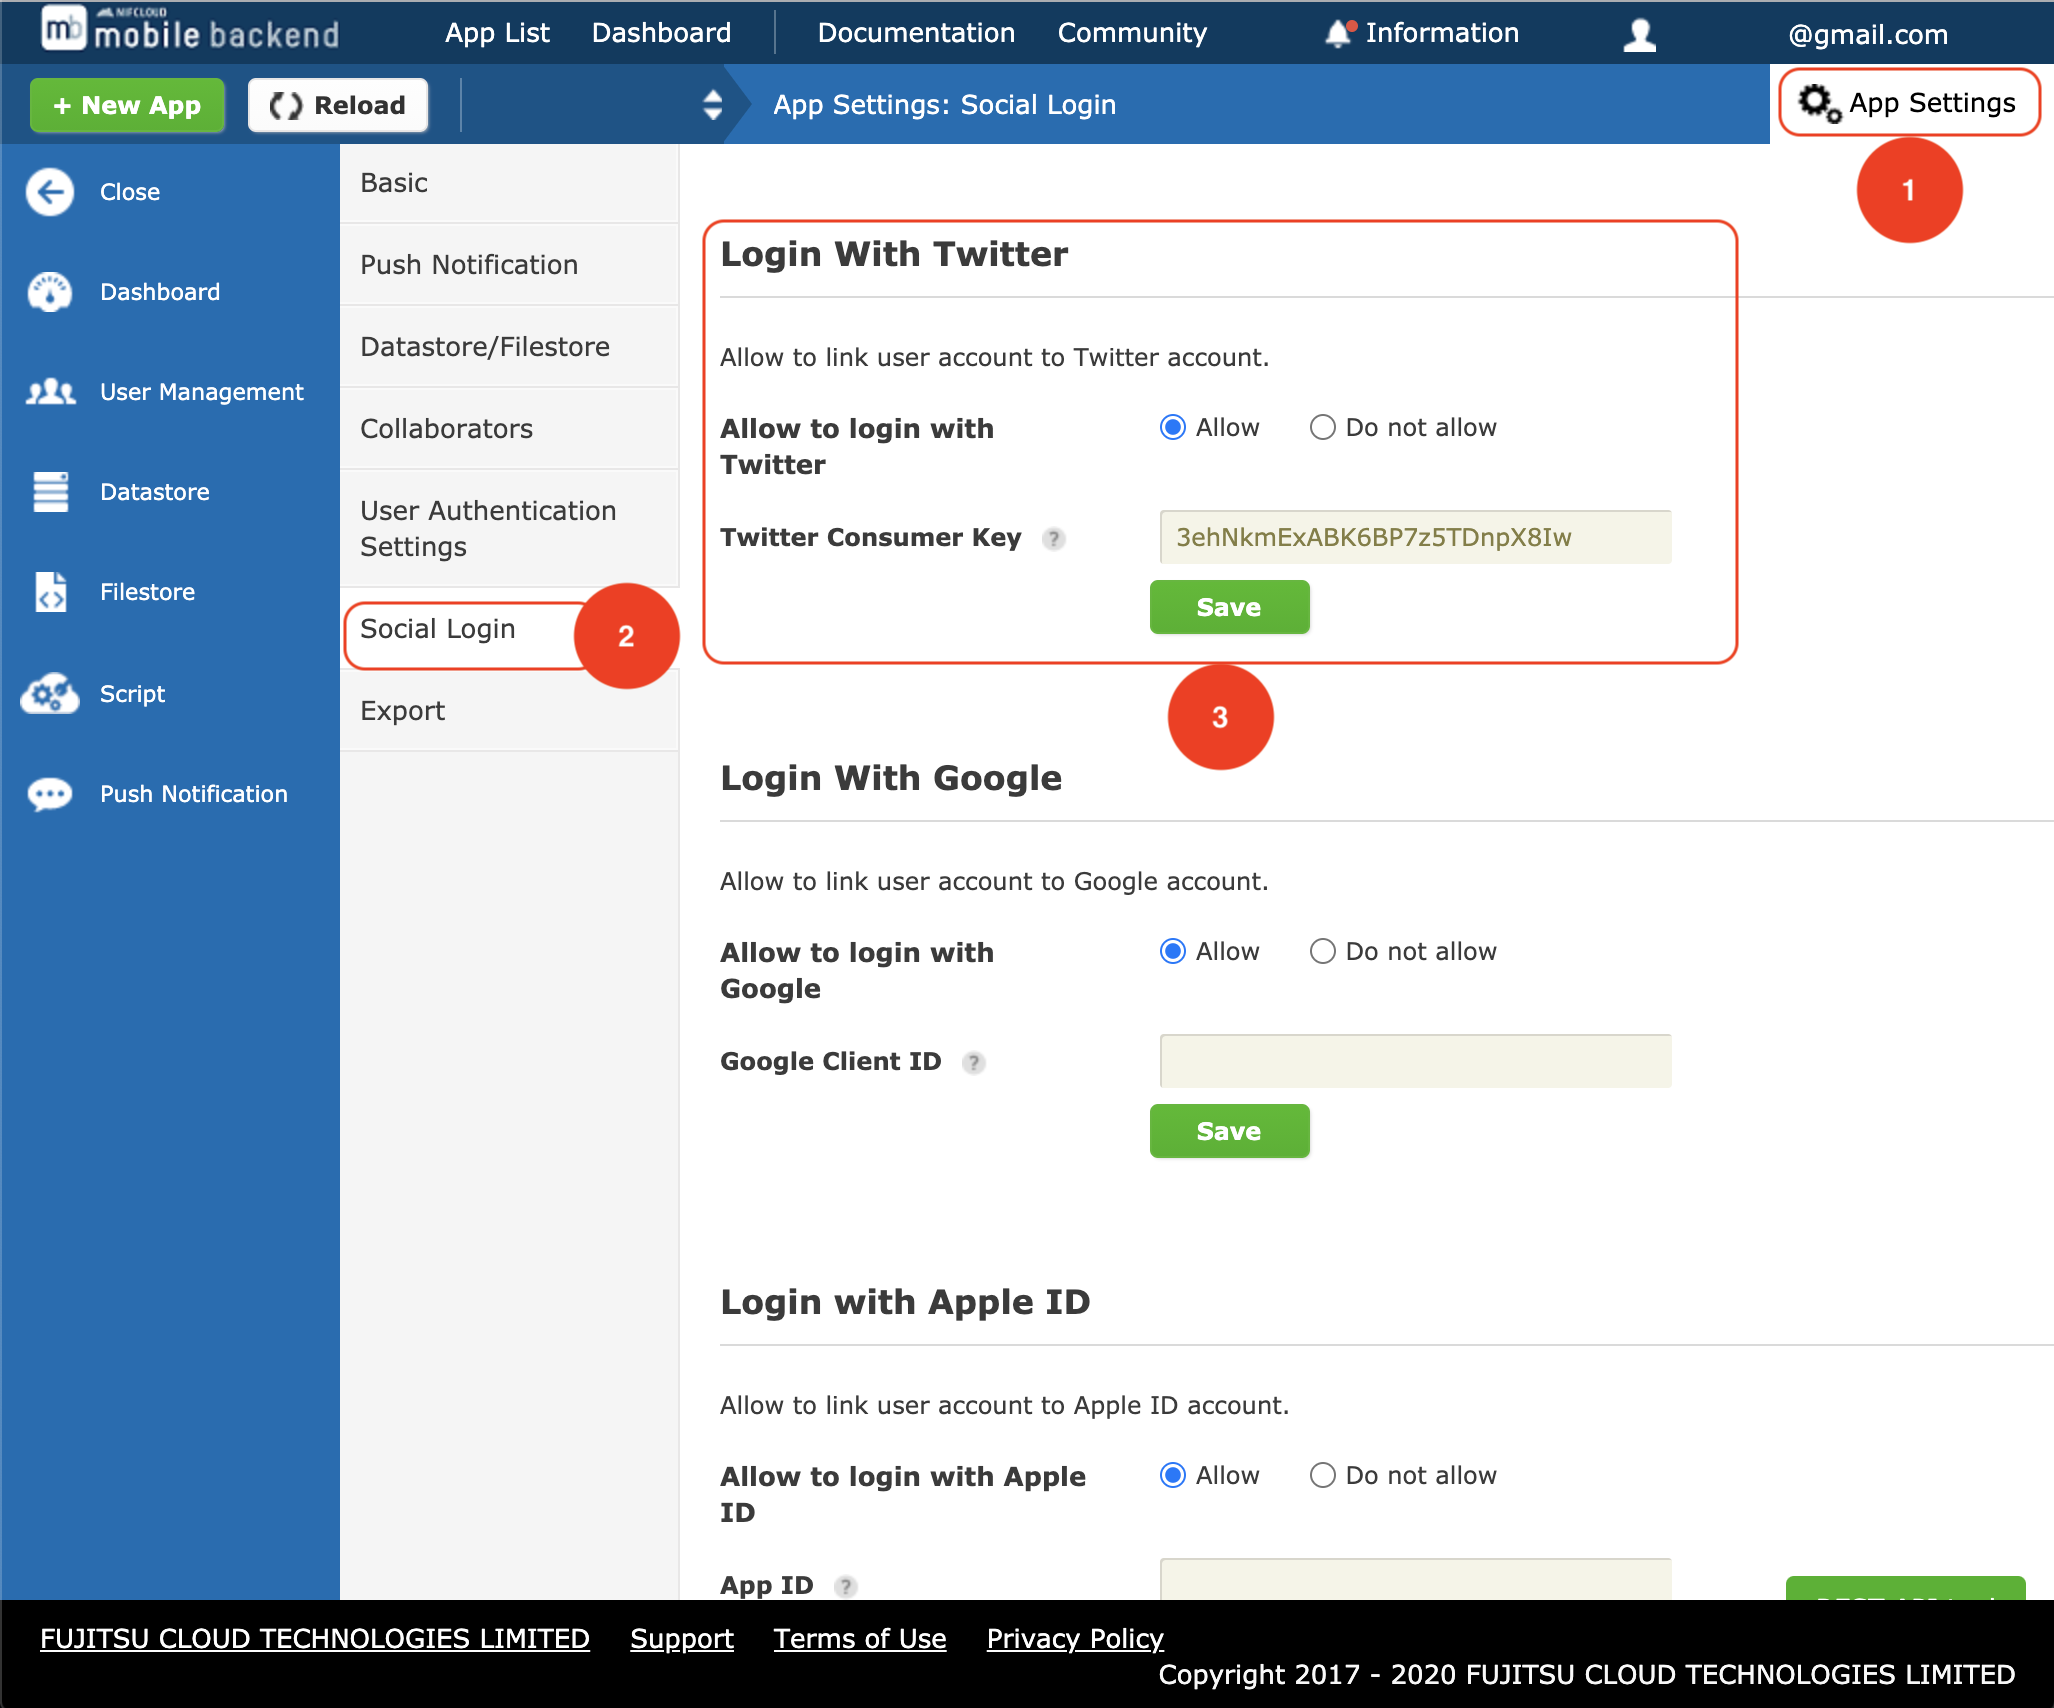 mb NIFCLOUD mobile backend App List Dashboard Documentation Community Information @gmail.com
+ New App Reload App Settings: Social Login App Settings
1
Close
Dashboard
User Management
Datastore
Filestore
Script
Push Notification
Basic
Push Notification
Datastore/Filestore
Collaborators
User Authentication
Settings
Social Login
2
Export
Login With Twitter
Allow to link user account to Twitter account.
Allow to login with
Twitter
Allow Do not allow
Twitter Consumer Key ? 3ehNkmExABK6BP7z5TDnpX8Iw
Save
3
Login With Google
Allow to link user account to Google account.
Allow to login with
Google
Allow Do not allow
Google Client ID ?
Save
Login with Apple ID
Allow to link user account to Apple ID account.
Allow to login with Apple
ID
Allow Do not allow
App ID ?
FUJITSU CLOUD TECHNOLOGIES LIMITED Support Terms of Use Privacy Policy
Copyright 2017 - 2020 FUJITSU CLOUD TECHNOLOGIES LIMITED